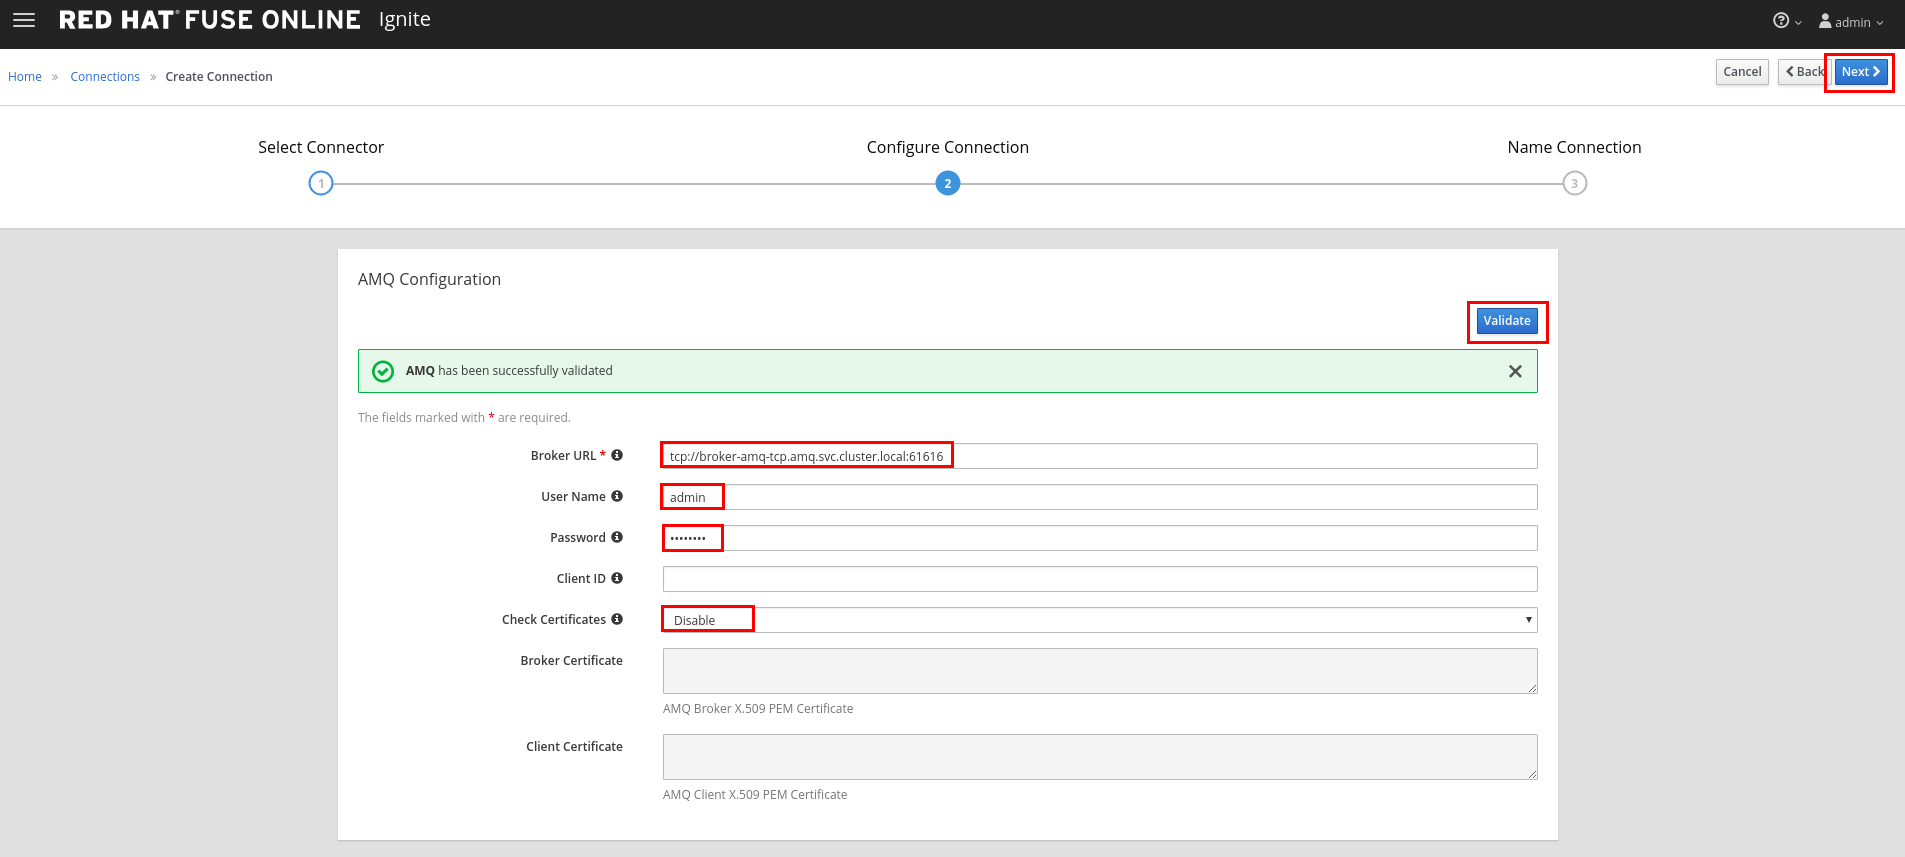 RED HAT® FUSE ONLINE Ignite
admin
Home » Connections » Create Connection
Cancel
Back
Next
Select Connector
Configure Connection
Name Connection
1
2
3
AMQ Configuration
Validate
AMQ has been successfully validated
The fields marked with * are required.
Broker URL *
tcp://broker-amq-tcp.amq.svc.cluster.local:61616
User Name
admin
Password
••••••••
Client ID
Check Certificates
Disable
Broker Certificate
AMQ Broker X.509 PEM Certificate
Client Certificate
AMQ Client X.509 PEM Certificate